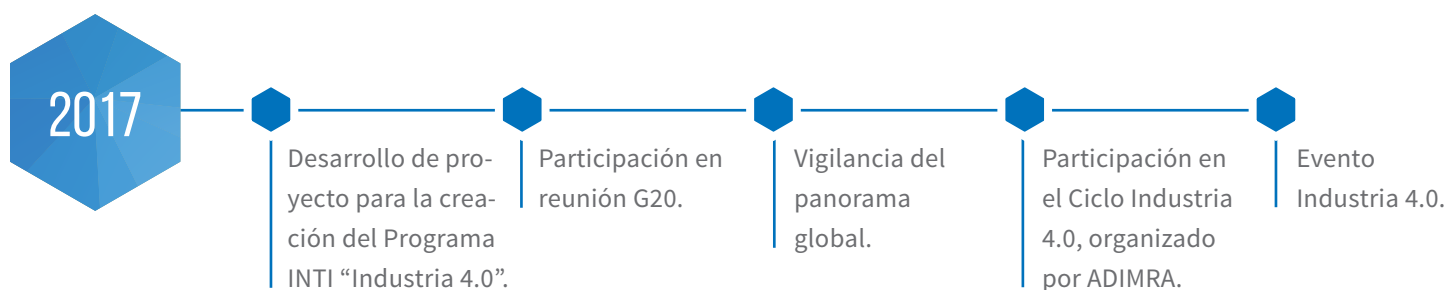 2017
Desarrollo de pro-
yecto para la crea-
ción del Programa
INTI “Industria 4.0”.
Participación en
reunión G20.
Vigilancia del
panorama
global.
Participación en
el Ciclo Industria
4.0, organizado
por ADIMRA.
Evento
Industria 4.0.